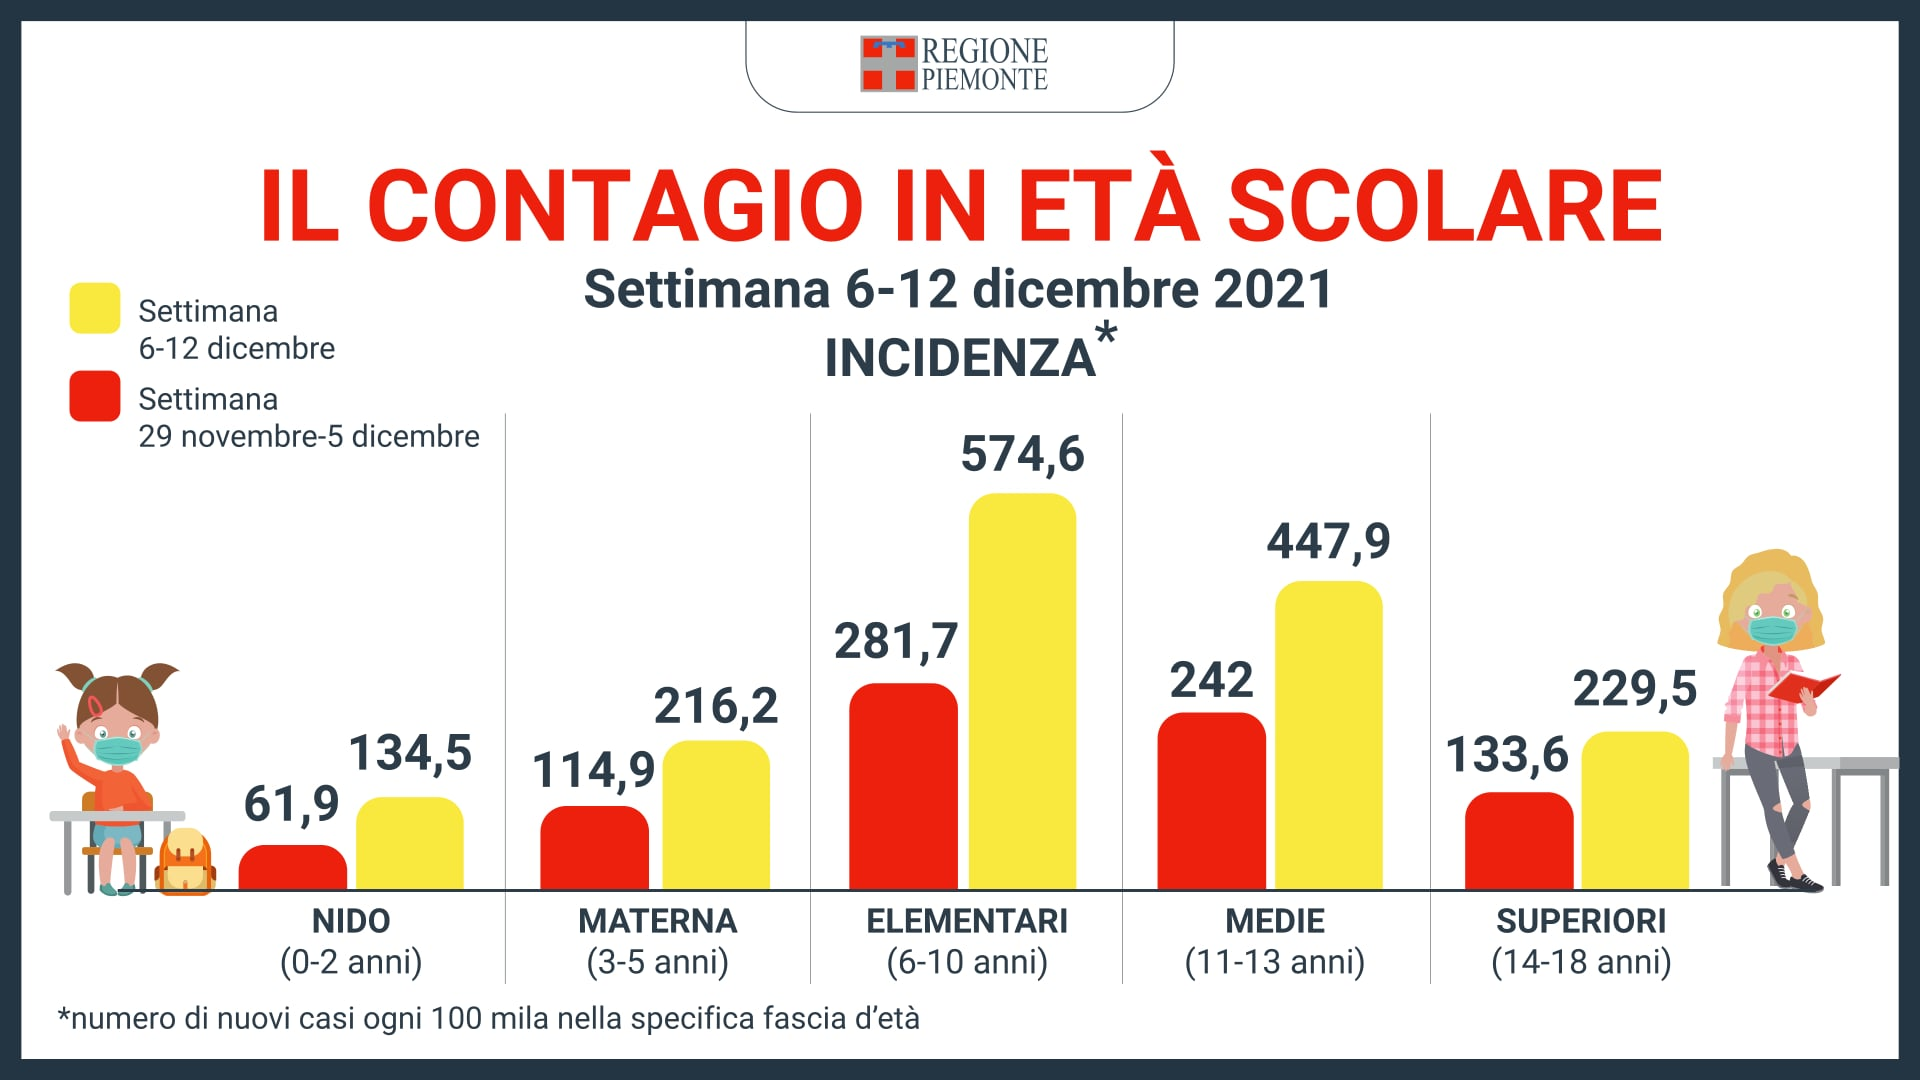 REGIONE
PIEMONTE
IL CONTAGIO IN ETÀ SCOLARE
Settimana 6-12 dicembre 2021
INCIDENZA*
Settimana
6-12 dicembre
Settimana
29 novembre-5 dicembre
61,9
134,5
114,9
216,2
281,7
574,6
242
447,9
133,6
229,5
NIDO
(0-2 anni)
MATERNA
(3-5 anni)
ELEMENTARI
(6-10 anni)
MEDIE
(11-13 anni)
SUPERIORI
(14-18 anni)
*numero di nuovi casi ogni 100 mila nella specifica fascia d’età